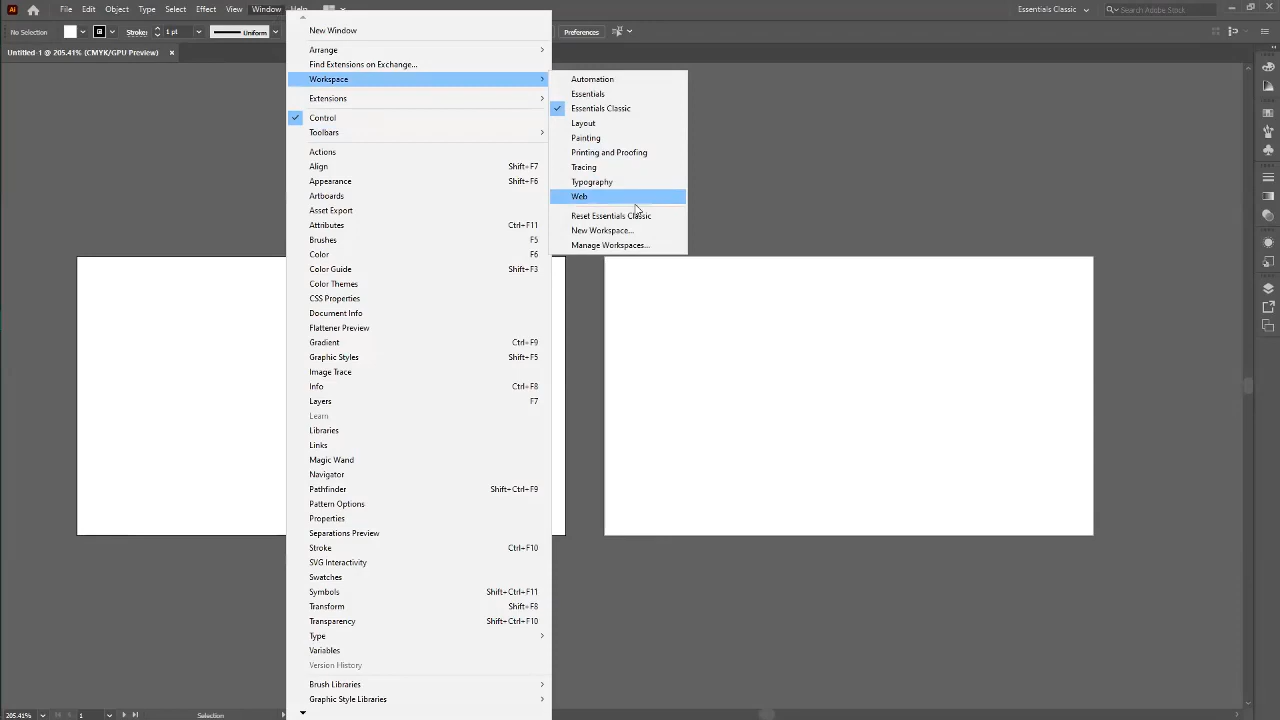 Ai File Edit Object Type Select Effect View Window Help Essentials Classic Search Adobe Stock
No Selection Stroke: 1 pt Uniform Preferences
Untitled-1 @ 205.41% (CMYK/GPU Preview) ×
New Window
Arrange
Find Extensions on Exchange...
Workspace
Extensions
Control
Toolbars
Actions
Align Shift+F7
Appearance Shift+F6
Artboards
Asset Export
Attributes Ctrl+F11
Brushes F5
Color F6
Color Guide Shift+F3
Color Themes
CSS Properties
Document Info
Flattener Preview
Gradient Ctrl+F9
Graphic Styles Shift+F5
Image Trace
Info Ctrl+F8
Layers F7
Learn
Libraries
Links
Magic Wand
Navigator
Pathfinder Shift+Ctrl+F9
Pattern Options
Properties
Separations Preview
Stroke Ctrl+F10
SVG Interactivity
Swatches
Symbols Shift+Ctrl+F11
Transform Shift+F8
Transparency Shift+Ctrl+F10
Type
Variables
Version History
Brush Libraries
Graphic Style Libraries
Automation
Essentials
Essentials Classic
Layout
Painting
Printing and Proofing
Tracing
Typography
Web
Reset Essentials Classic
New Workspace...
Manage Workspaces...
205.41% 1 Selection